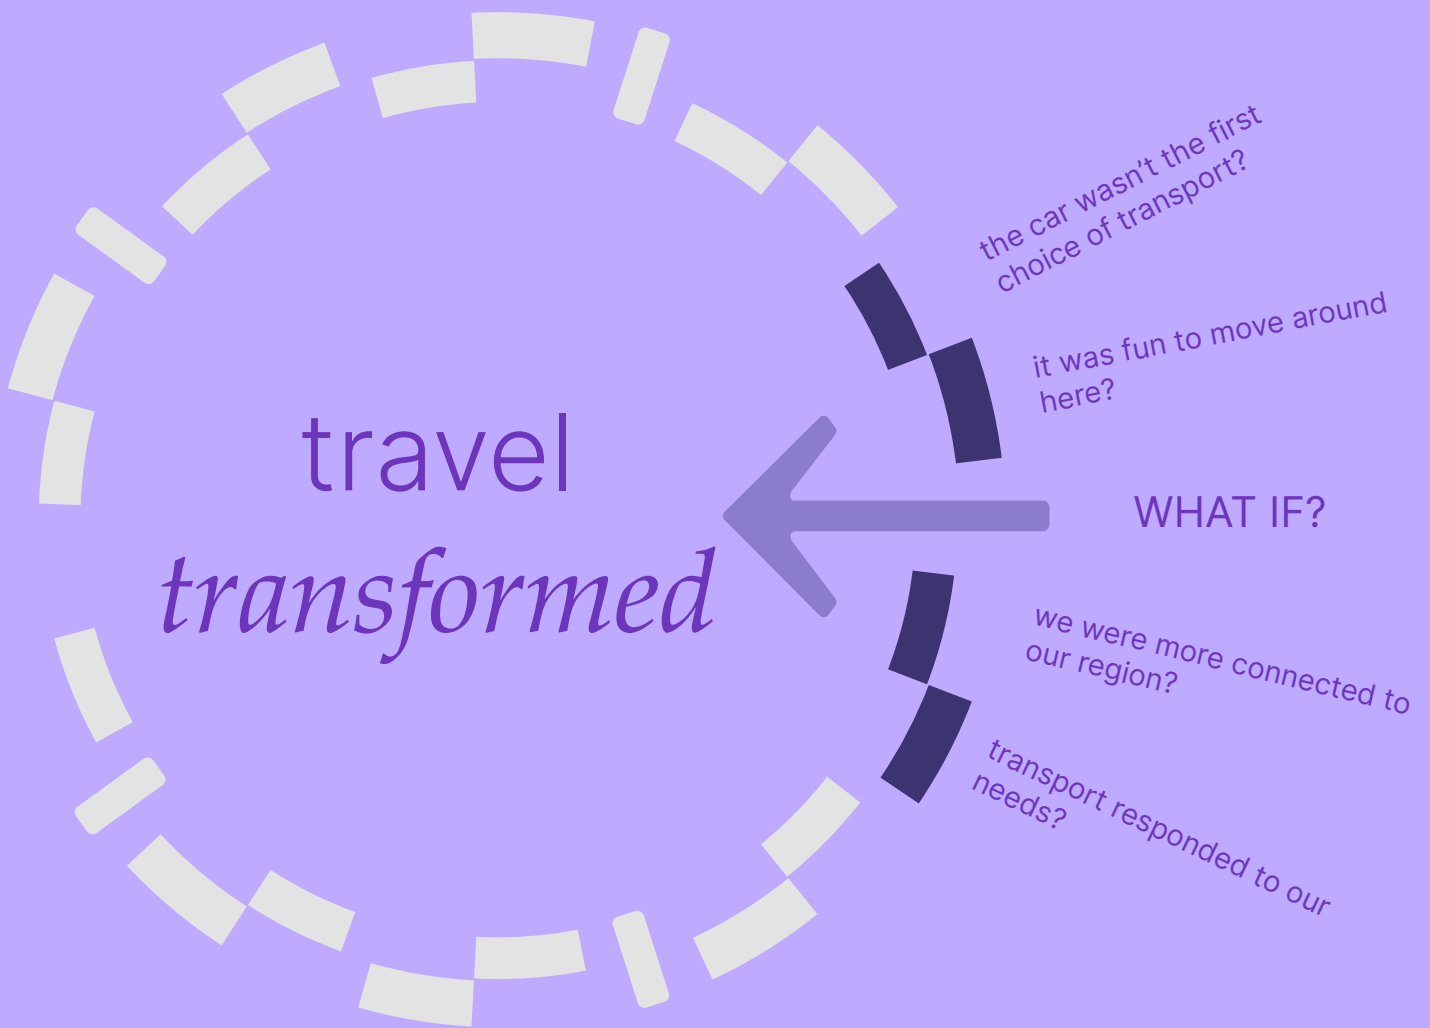 the car wasn't the first
choice of transport?
it was fun to move around
here?
travel
transformed
WHAT IF?
we were more connected to
our region?
transport responded to our
needs?